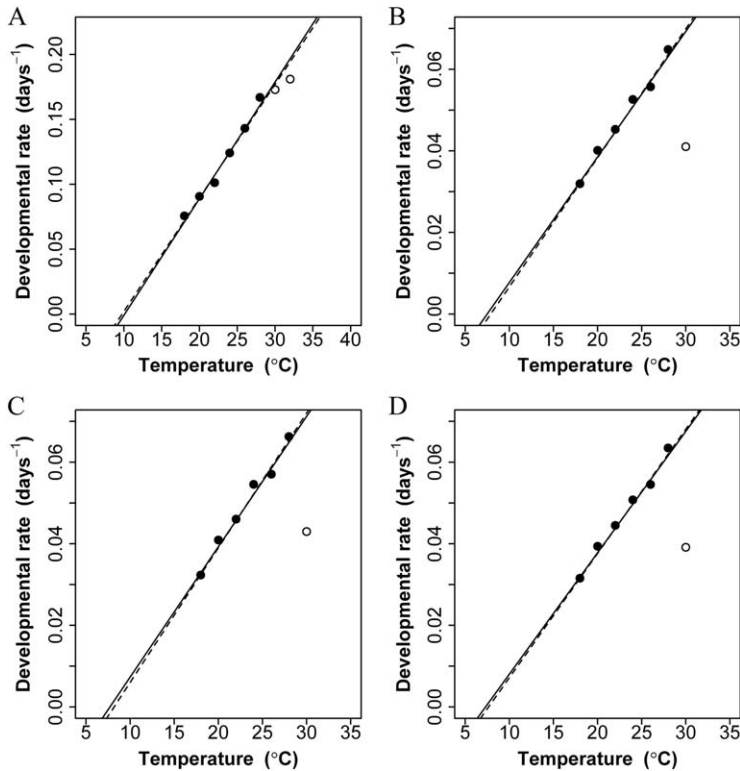 A
Developmental rate (days⁻¹)
0.00 0.05 0.10 0.15 0.20
5 10 15 20 25 30 35 40
Temperature (°C)
B
Developmental rate (days⁻¹)
0.00 0.02 0.04 0.06
5 10 15 20 25 30 35
Temperature (°C)
C
Developmental rate (days⁻¹)
0.00 0.02 0.04 0.06
5 10 15 20 25 30 35
Temperature (°C)
D
Developmental rate (days⁻¹)
0.00 0.02 0.04 0.06
5 10 15 20 25 30 35
Temperature (°C)